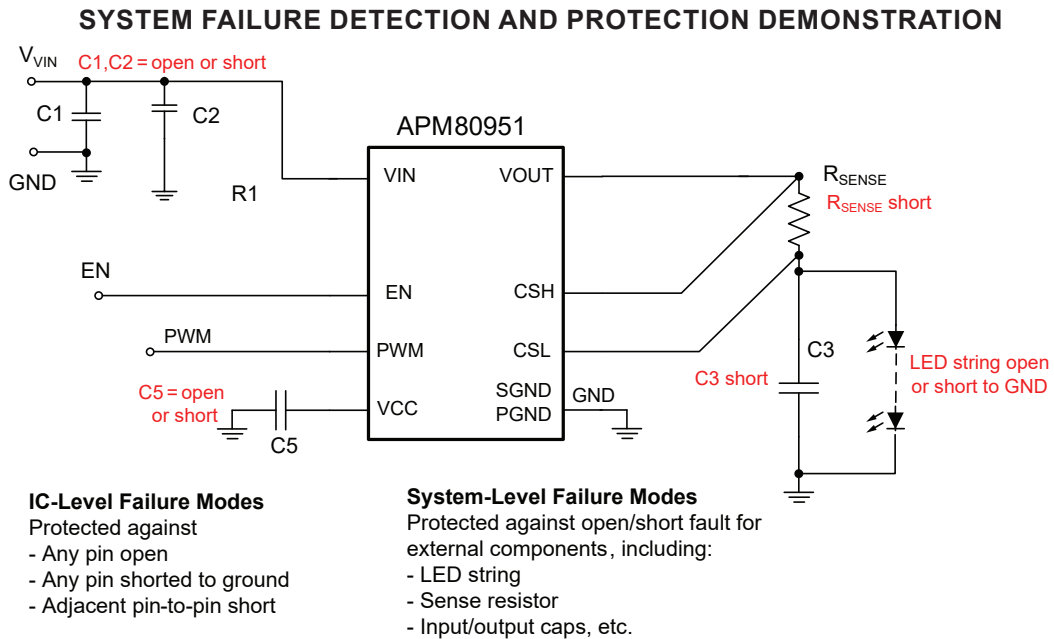 SYSTEM FAILURE DETECTION AND PROTECTION DEMONSTRATION
V_VIN
C1,C2 = open or short
C1
C2
GND
R1
APM80951
VIN
VOUT
R_SENSE
R_SENSE short
EN
EN
CSH
PWM
PWM
CSL
C3
C3 short
LED string open
or short to GND
C5 = open
or short
VCC
C5
SGND
PGND
GND
IC-Level Failure Modes
Protected against
- Any pin open
- Any pin shorted to ground
- Adjacent pin-to-pin short
System-Level Failure Modes
Protected against open/short fault for
external components, including:
- LED string
- Sense resistor
- Input/output caps, etc.